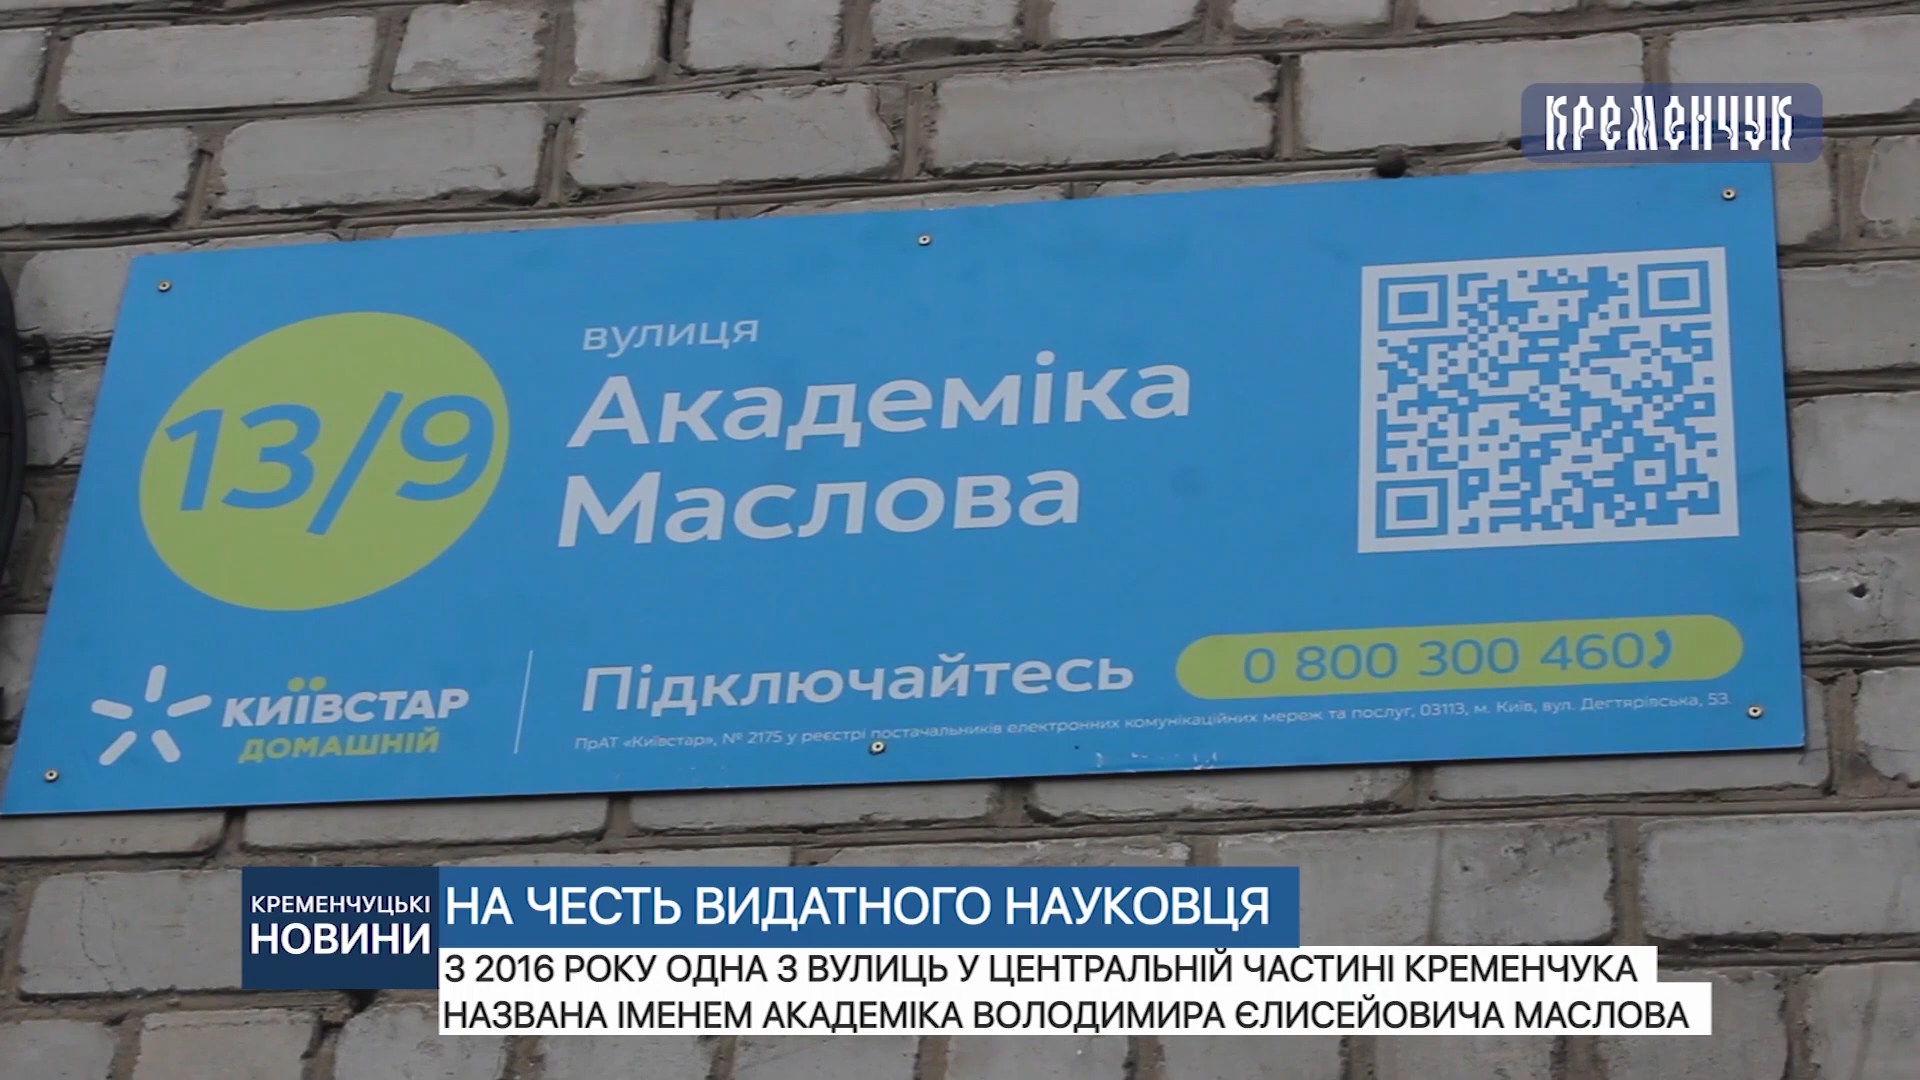 КРЕМЕНЧУК
вулиця
Академіка
Маслова
13/9
КИЇВСТАР
ДОМАШНІЙ
Підключайтесь
0 800 300 460
ПрАТ «Київстар», № 2175 у реєстрі постачальників електронних комунікаційних мереж та послуг, 03113, м. Київ, вул. Дегтярівська, 53.
КРЕМЕНЧУЦЬКІ
НОВИНИ
НА ЧЕСТЬ ВИДАТНОГО НАУКОВЦЯ
З 2016 РОКУ ОДНА З ВУЛИЦЬ У ЦЕНТРАЛЬНІЙ ЧАСТИНІ КРЕМЕНЧУКА
НАЗВАНА ІМЕНЕМ АКАДЕМІКА ВОЛОДИМИРА ЄЛИСЕЙОВИЧА МАСЛОВА